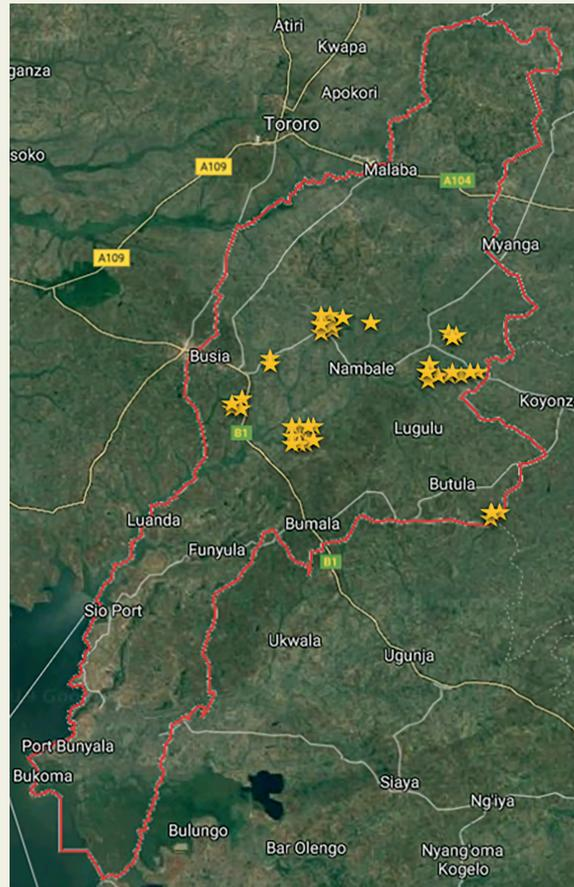 Atiri
Kwapa
ganza
Apokori
Tororo
soko
A109
Malaba
A104
Myanga
A109
Busia
Nambale
Koyonz
Lugulu
B1
Butula
Luanda
Bumala
Funyula
B1
Sio Port
Ukwala
Ugunja
Port Bunyala
Bukoma
Siaya
Ng'iya
Bulungo
Bar Olengo
Nyang'oma
Kogelo